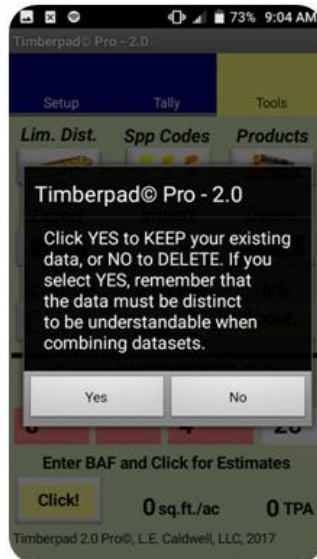 73% 9:04 AM
Timberpad© Pro - 2.0
Setup Tally Tools
Lim. Dist. Spp Codes Products
Timberpad© Pro - 2.0
Click YES to KEEP your existing
data, or NO to DELETE. If you
select YES, remember that
the data must be distinct
to be understandable when
combining datasets.
Yes No
Enter BAF and Click for Estimates
Click! 0 sq.ft./ac 0 TPA
Timberpad 2.0 Pro©, L.E. Caldwell, LLC, 2017